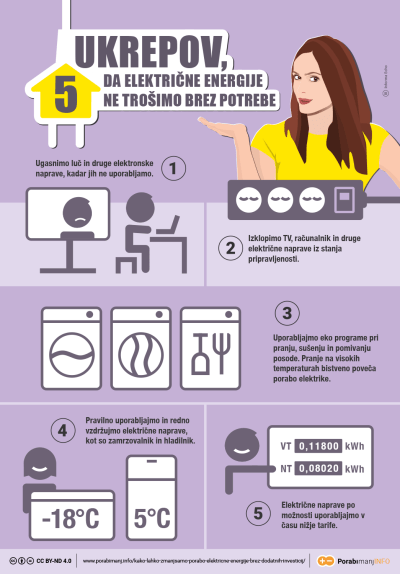 5
UKREPOV,
DA ELEKTRIČNE ENERGIJE
NE TROŠIMO BREZ POTREBE
Ugasnimo luč in druge elektronske
naprave, kadar jih ne uporabljamo.
1
2
Izklopimo TV, računalnik in druge
električne naprave iz stanja
pripravljenosti.
3
Uporabljajmo eko programe pri
pranju, sušenju in pomivanju
posode. Pranje na visokih
temperaturah bistveno poveča
porabo elektrike.
4
Pravilno uporabljajmo in redno
vzdržujmo električne naprave,
kot so zamrzovalnik in hladilnik.
-18°C
5°C
VT 0,11800 kWh
NT 0,08020 kWh
5
Električne naprave po
možnosti uporabljajmo v
času nižje tarife.
CC BY-ND 4.0
PorabimanjINFO